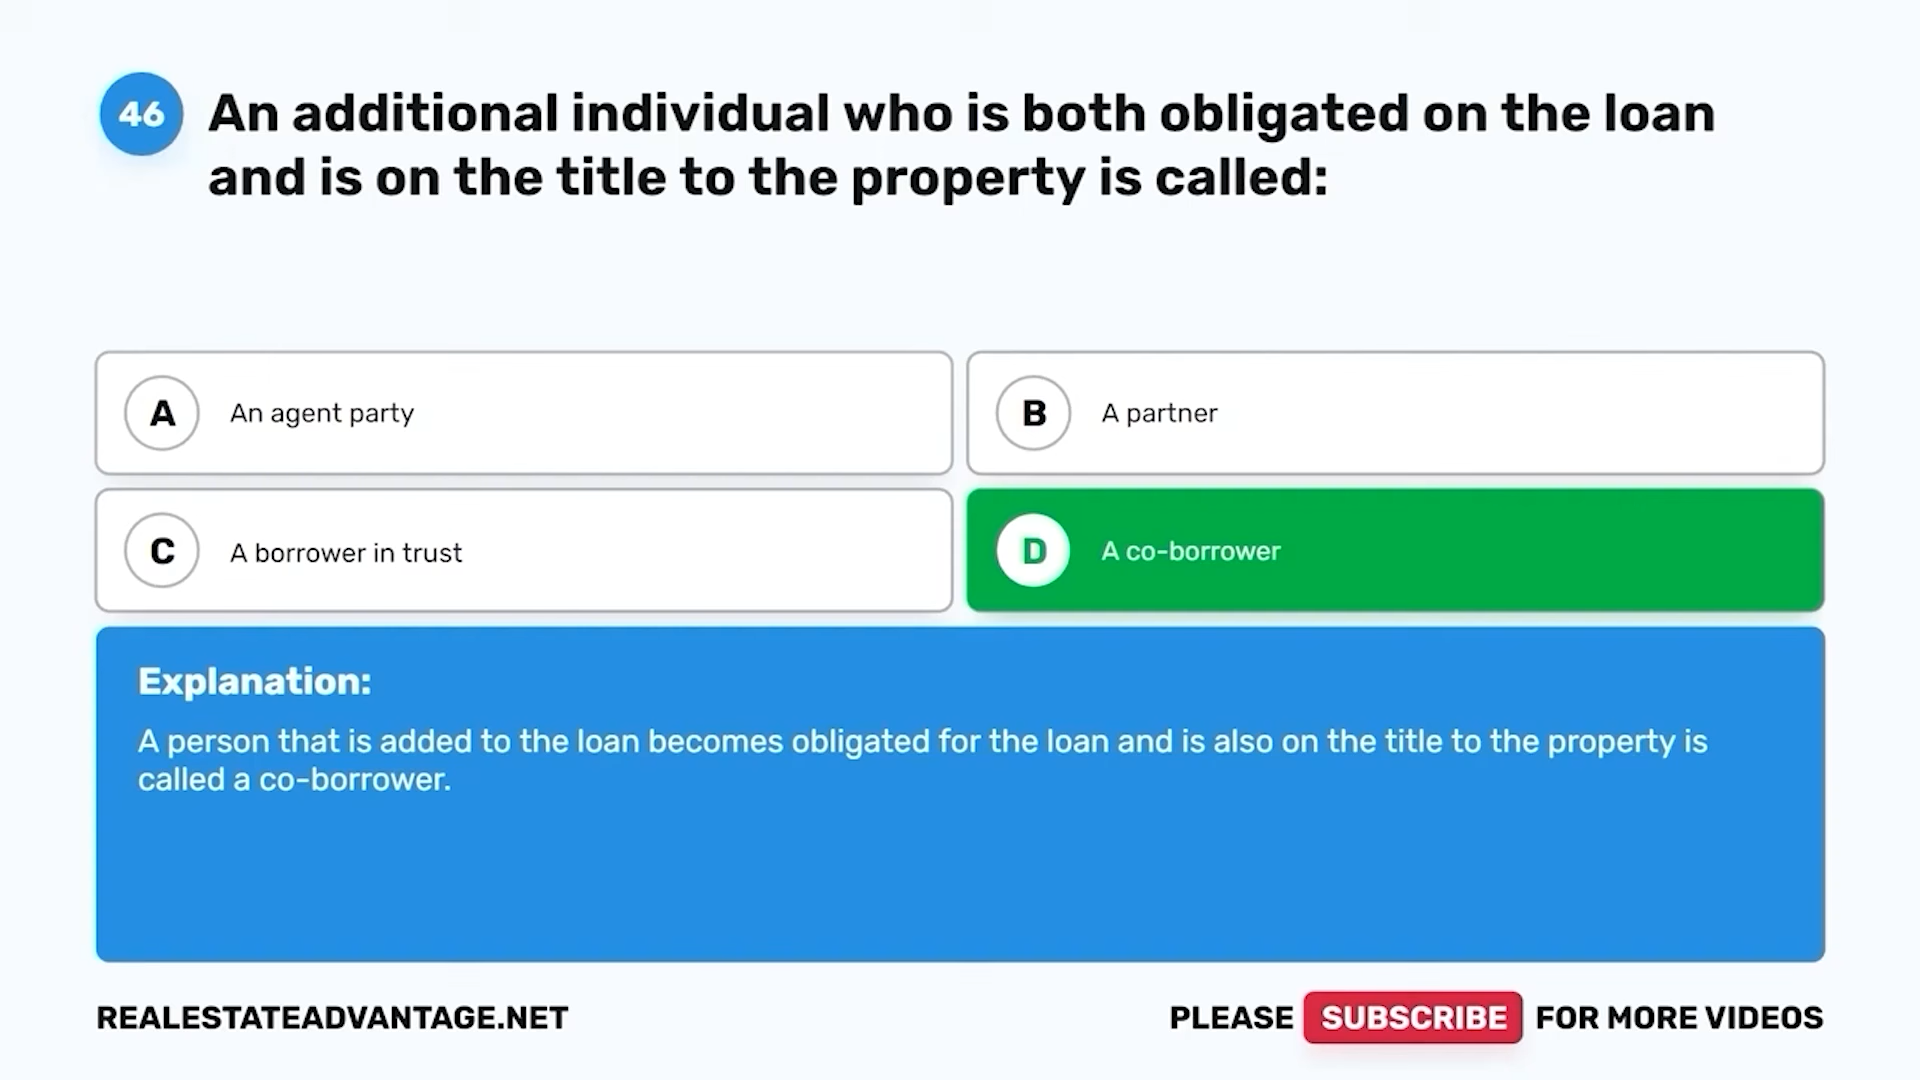 46
An additional individual who is both obligated on the loan
and is on the title to the property is called:
A An agent party
B A partner
C A borrower in trust
D A co-borrower
Explanation:
A person that is added to the loan becomes obligated for the loan and is also on the title to the property is
called a co-borrower.
REALESTATEADVANTAGE.NET
PLEASE SUBSCRIBE FOR MORE VIDEOS